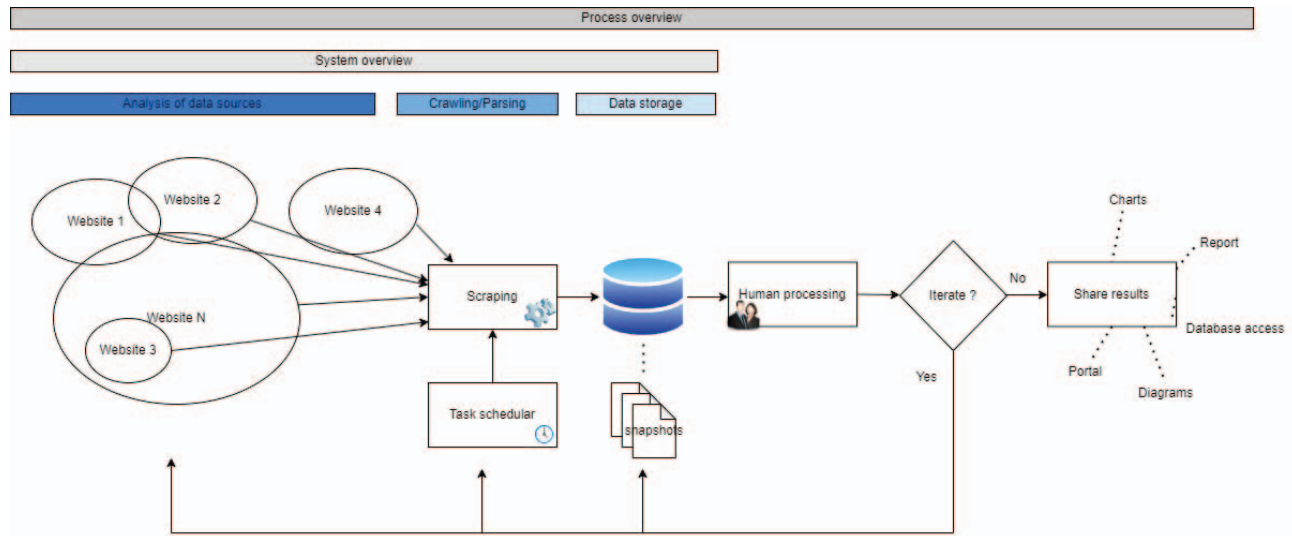 Process overview
System overview
Analysis of data sources
Crawling/Parsing
Data storage
Website 1
Website 2
Website 4
Website N
Website 3
Scraping
Task schedular
snapshots
Human processing
Iterate ?
No
Yes
Share results
Charts
Report
Database access
Portal
Diagrams